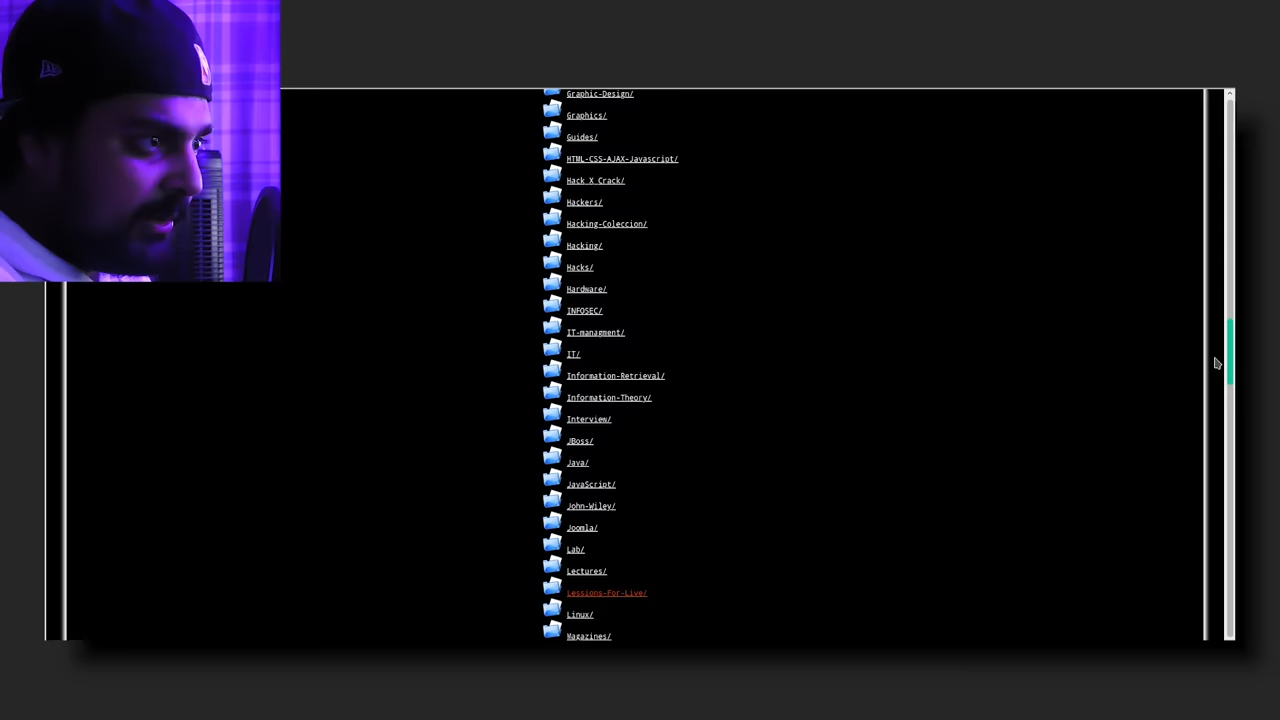 Graphic-Design/
Graphics/
Guides/
HTML-CSS-AJAX-Javascript/
Hack X Crack/
Hackers/
Hacking-Coleccion/
Hacking/
Hacks/
Hardware/
INFOSEC/
IT-managment/
IT/
Information-Retrieval/
Information-Theory/
Interview/
JBoss/
Java/
JavaScript/
John-Wiley/
Joomla/
Lab/
Lectures/
Lessions-For-Live/
Linux/
Magazines/